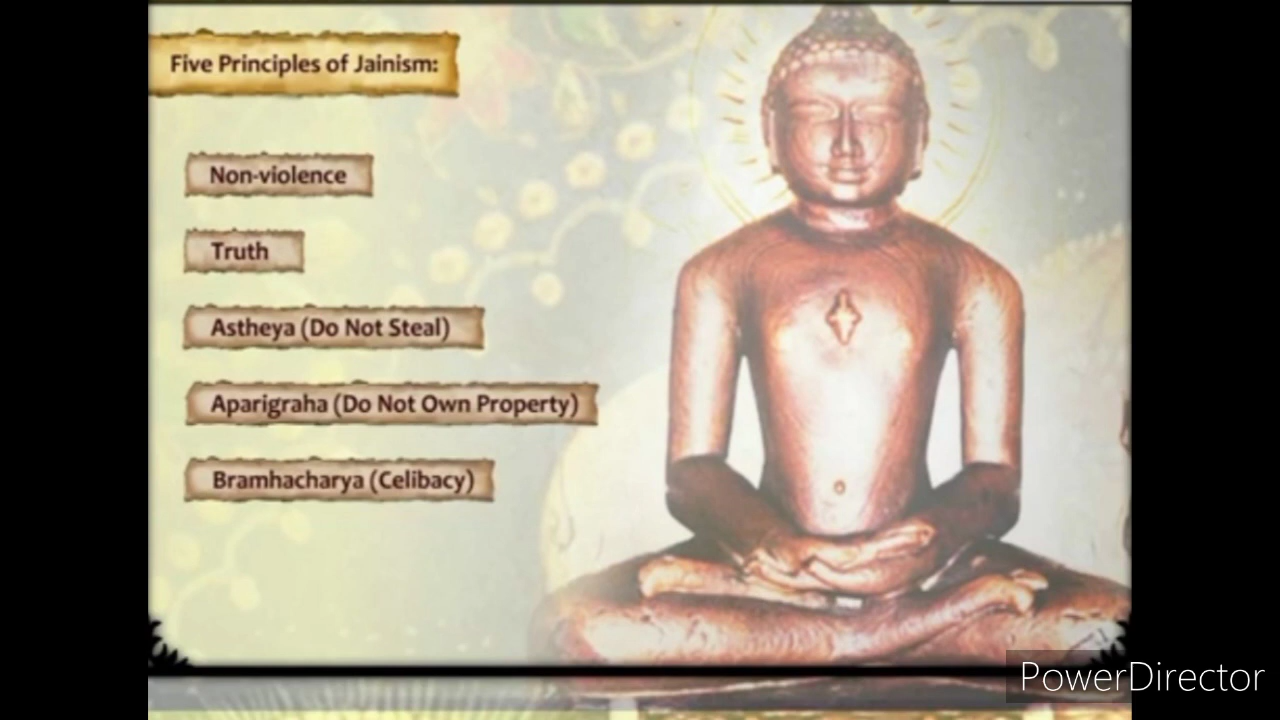 Five Principles of Jainism:
Non-violence
Truth
Astheya (Do Not Steal)
Aparigraha (Do Not Own Property)
Bramhacharya (Celibacy)
PowerDirector